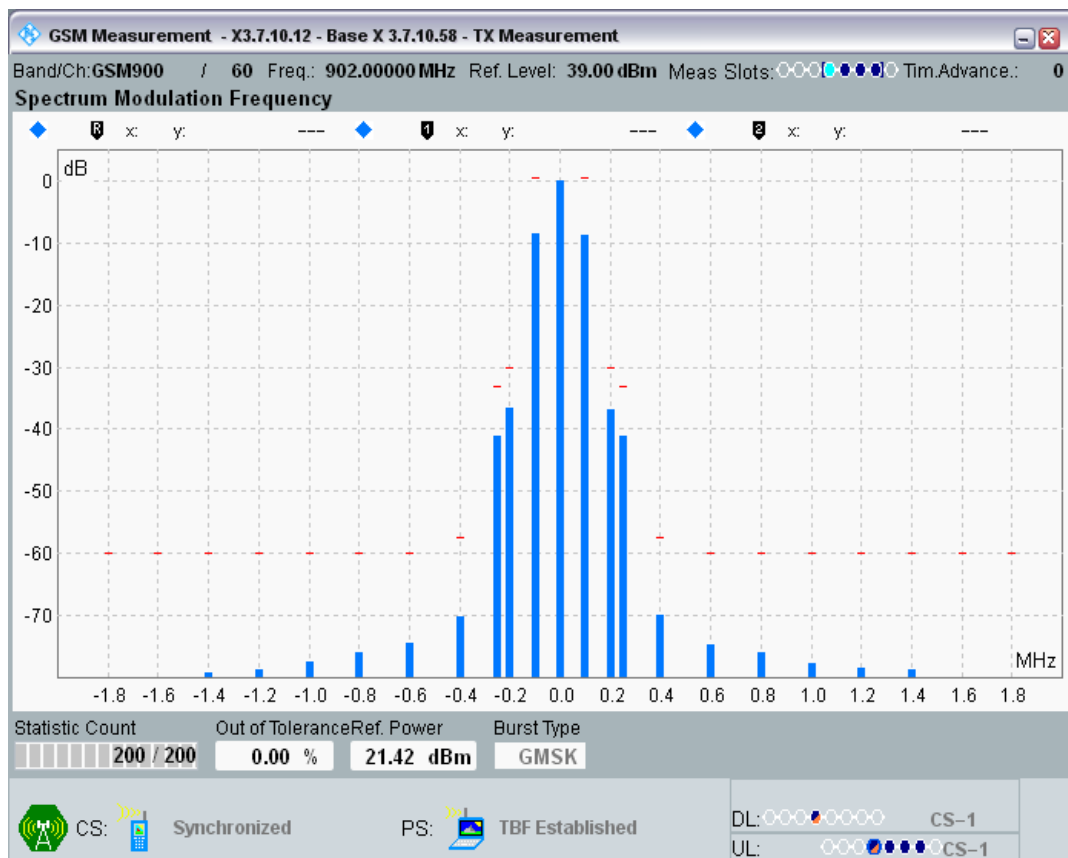 GSM Measurement - X3.7.10.12 - Base X 3.7.10.58 - TX Measurement
Band/Ch:GSM900 / 60 Freq.: 902.00000 MHz Ref. Level: 39.00 dBm Meas Slots: Tim.Advance.: 0
Spectrum Modulation Frequency
R x: y: --- 1 x: y: --- 2 x: y: ---
dB
0
-10
-20
-30
-40
-50
-60
-70
MHz
-1.8 -1.6 -1.4 -1.2 -1.0 -0.8 -0.6 -0.4 -0.2 0.0 0.2 0.4 0.6 0.8 1.0 1.2 1.4 1.6 1.8
Statistic Count Out of Tolerance Ref. Power Burst Type
200 / 200 0.00 % 21.42 dBm GMSK
CS: Synchronized PS: TBF Established
DL: CS-1
UL: CS-1